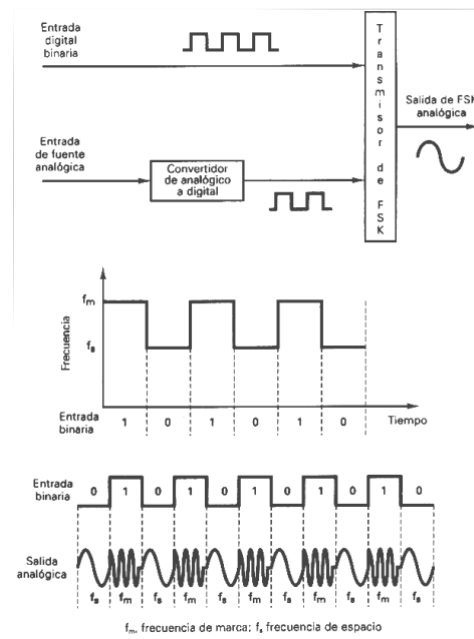 Entrada
digital
binaria
Transmisor de FSK
Salida de FSK
analógica
Entrada
de fuente
analógica
Convertidor
de analógico
a digital
fm
Frecuencia
fs
Entrada
binaria
1 0 1 0 1 0
Tiempo
Entrada
binaria
0 1 0 1 0 1 0 1 0 1 0
Salida
analógica
fs fm fs fm fs fm fs fm fs fm fs
fm, frecuencia de marca; fs frecuencia de espacio